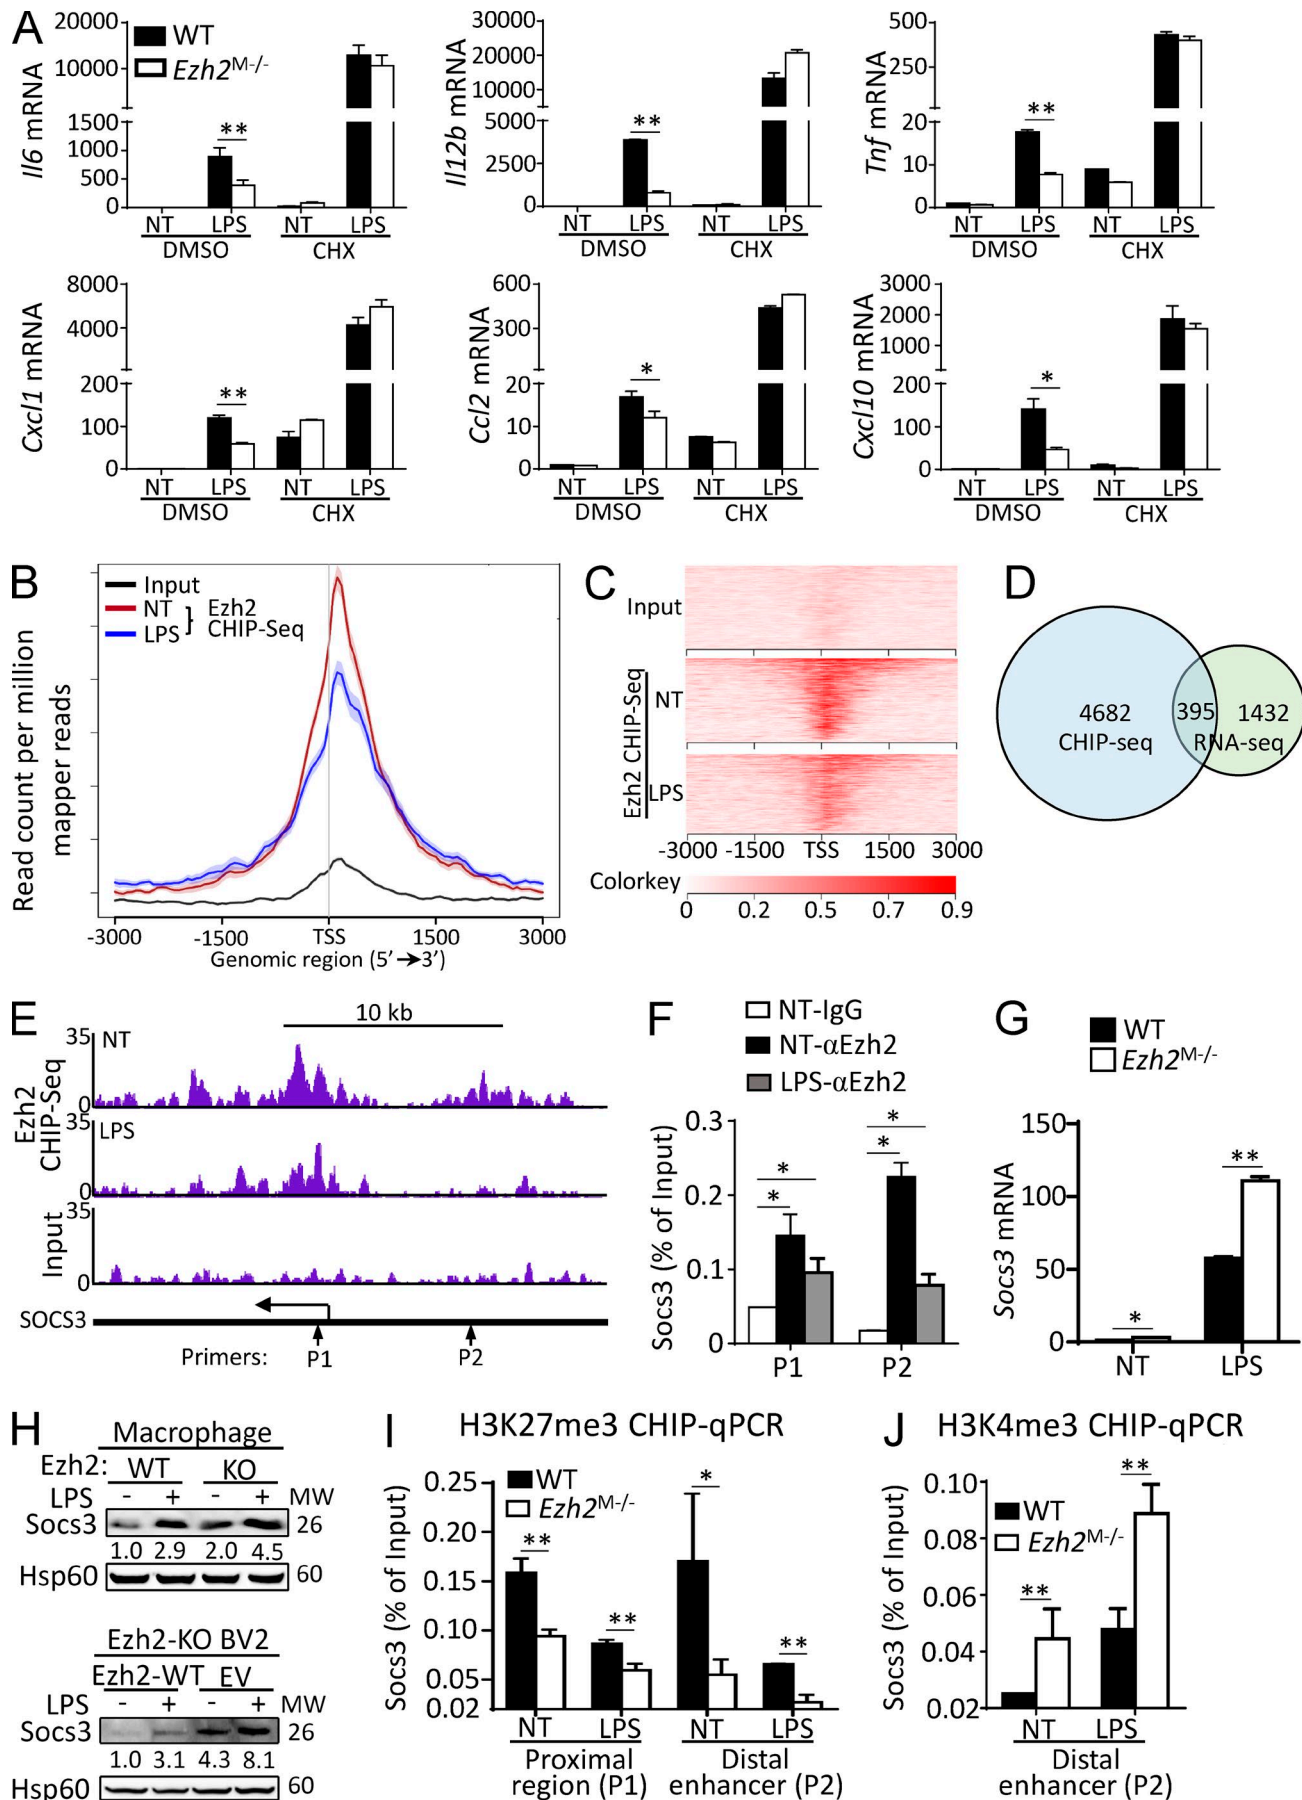 A
WT
Ezh2M-/-
Il6 mRNA
20000
10000
1500
1000
500
0
**
NT LPS NT LPS
DMSO CHX
Il12b mRNA
30000
20000
10000
5000
2500
0
**
NT LPS NT LPS
DMSO CHX
Tnf mRNA
500
250
20
10
0
**
NT LPS NT LPS
DMSO CHX
Cxcl1 mRNA
8000
4000
200
100
0
**
NT LPS NT LPS
DMSO CHX
Ccl2 mRNA
600
300
20
10
0
*
NT LPS NT LPS
DMSO CHX
Cxcl10 mRNA
3000
2000
1000
200
100
0
*
NT LPS NT LPS
DMSO CHX
B
Input
NT
LPS
} Ezh2
CHIP-Seq
Read count per million
mapper reads
-3000 -1500 TSS 1500 3000
Genomic region (5’ →3’)
C
Input
Ezh2 CHIP-Seq
NT
LPS
-3000 -1500 TSS 1500 3000
Colorkey
0 0.2 0.5 0.7 0.9
D
4682 395 1432
CHIP-seq RNA-seq
E
10 kb
Ezh2
CHIP-Seq
35
NT
0
35
LPS
0
Input
35
0
SOCS3
Primers: P1 P2
F
NT-IgG
NT-αEzh2
LPS-αEzh2
Socs3 (% of Input)
0.3
0.2
0.1
0
* * * *
P1 P2
G
WT
Ezh2M-/-
Socs3 mRNA
150
100
50
0
* **
NT LPS
H
Macrophage
Ezh2: WT KO
LPS - + - + MW
Socs3 26
1.0 2.9 2.0 4.5
Hsp60 60
Ezh2-KO BV2
Ezh2-WT EV
LPS - + - + MW
Socs3 26
1.0 3.1 4.3 8.1
Hsp60 60
I
H3K27me3 CHIP-qPCR
WT
Ezh2M-/-
Socs3 (% of Input)
0.25
0.20
0.15
0.10
0.05
0.02
** ** * **
NT LPS NT LPS
Proximal
region (P1)
Distal
enhancer (P2)
J
H3K4me3 CHIP-qPCR
WT
Ezh2M-/-
Socs3 (% of Input)
0.10
0.08
0.06
0.04
0.02
** **
NT LPS
Distal
enhancer (P2)